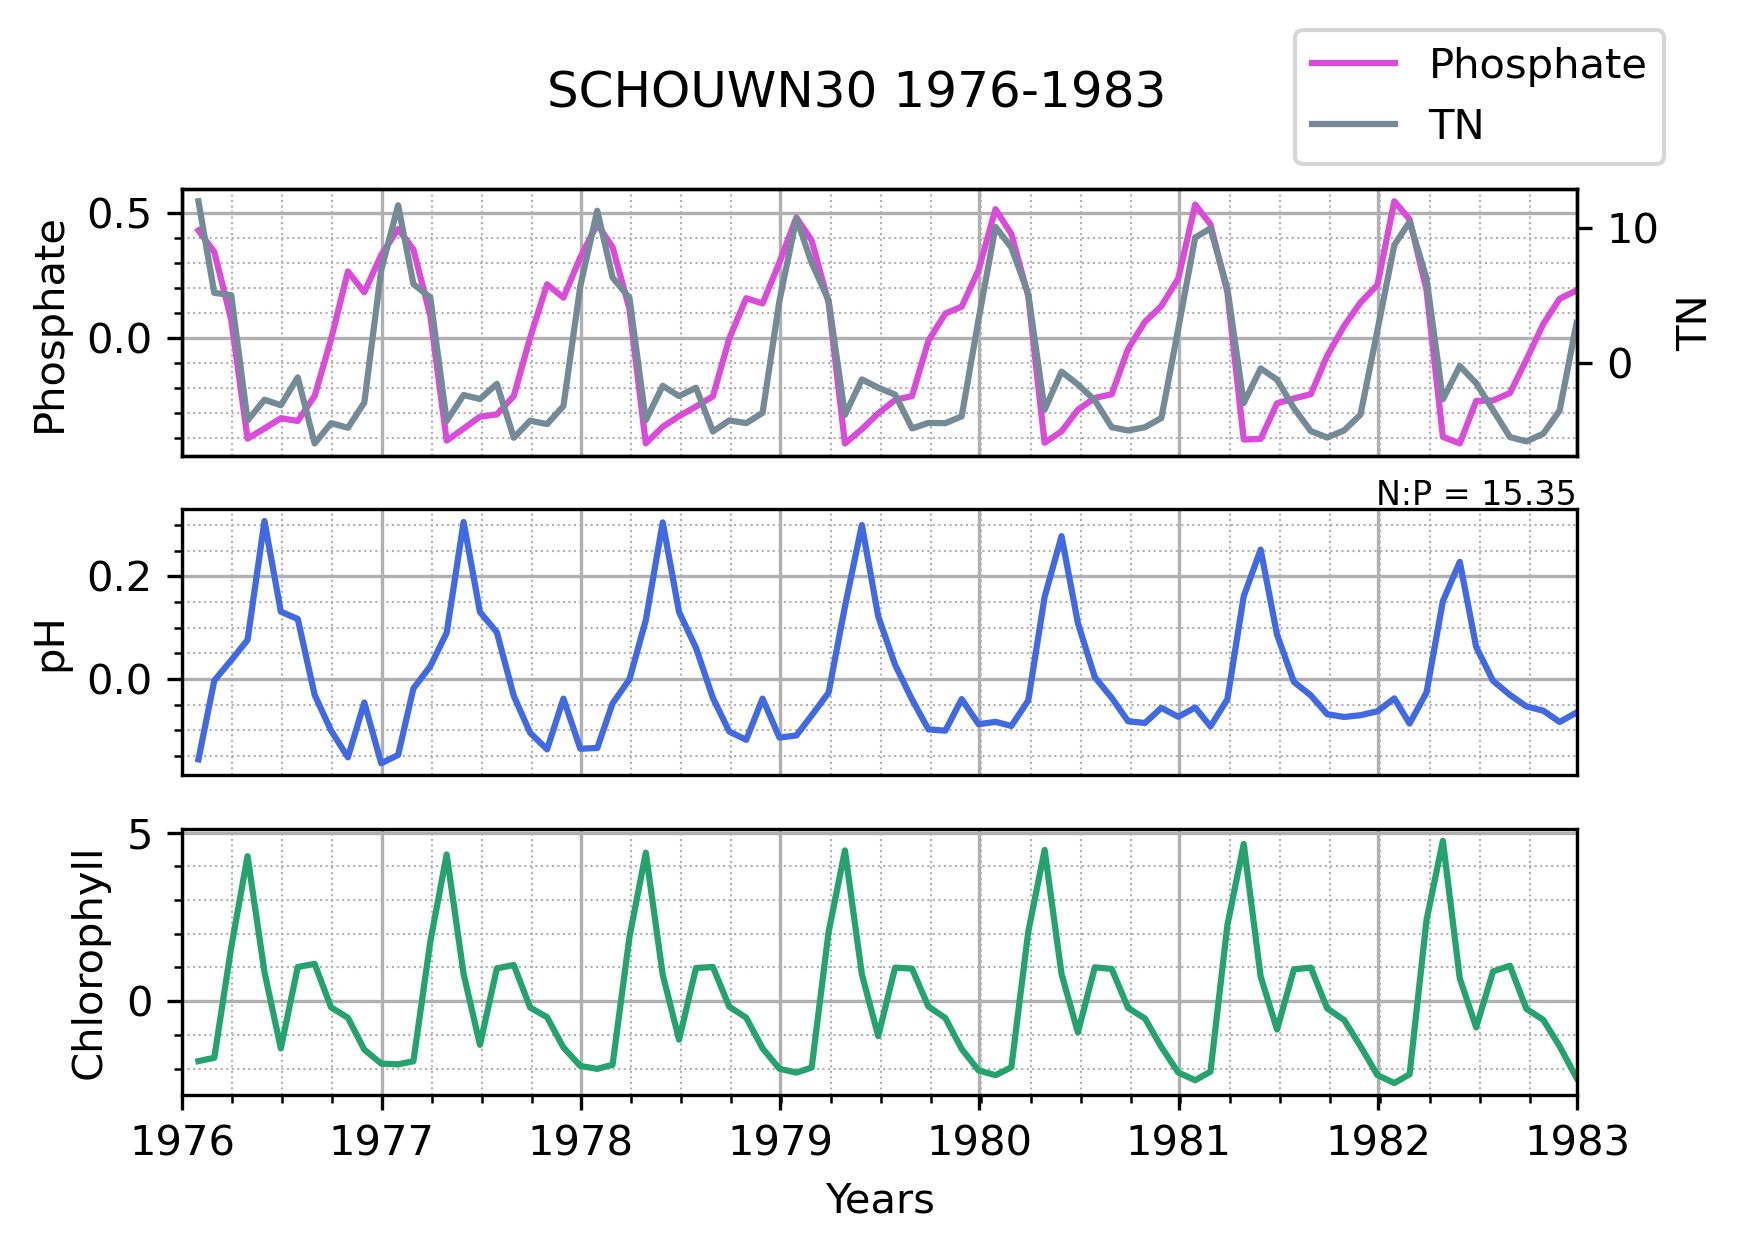 SCHOUWN30 1976-1983
Phosphate
TN
Phosphate
0.5
0.0
10
0
TN
N:P = 15.35
pH
0.2
0.0
Chlorophyll
5
0
1976 1977 1978 1979 1980 1981 1982 1983
Years